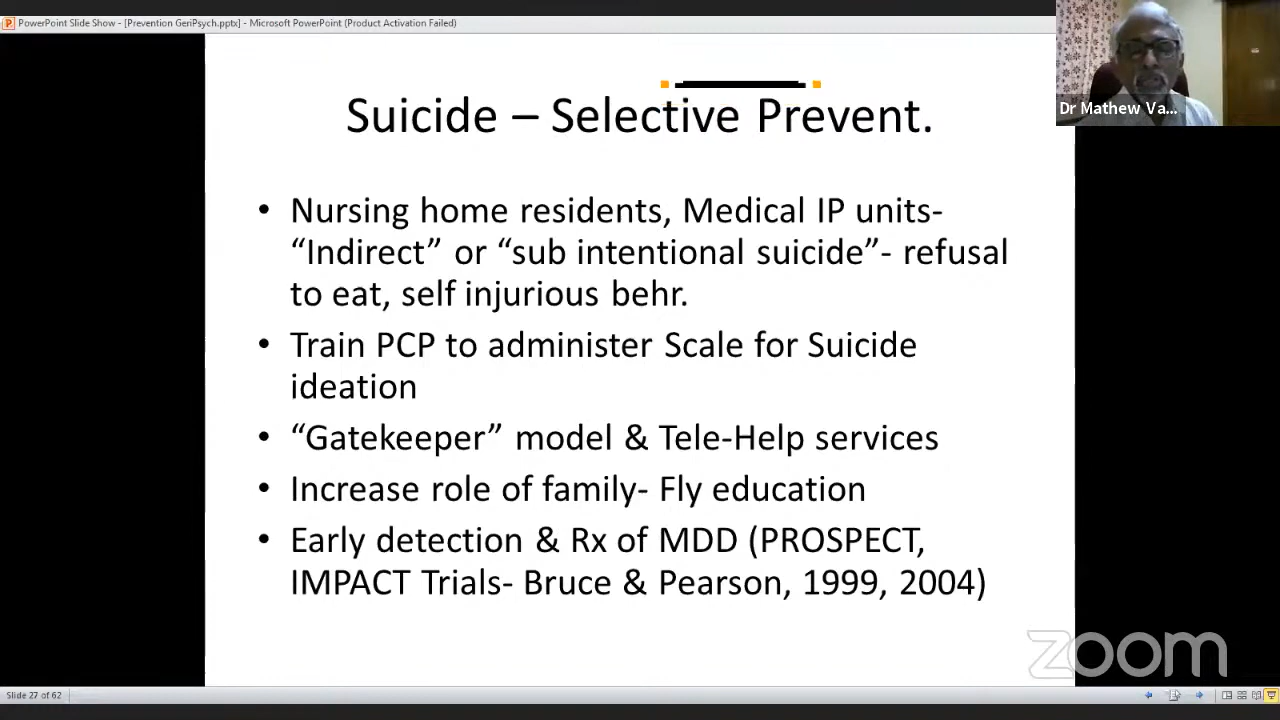 PowerPoint Slide Show - [Prevention GeriPsych.pptx] - Microsoft PowerPoint (Product Activation Failed)
Dr Mathew Va...
Suicide – Selective Prevent.
• Nursing home residents, Medical IP units-
“Indirect” or “sub intentional suicide”- refusal
to eat, self injurious behr.
• Train PCP to administer Scale for Suicide
ideation
• “Gatekeeper” model & Tele-Help services
• Increase role of family- Fly education
• Early detection & Rx of MDD (PROSPECT,
IMPACT Trials- Bruce & Pearson, 1999, 2004)
zoom
Slide 27 of 62